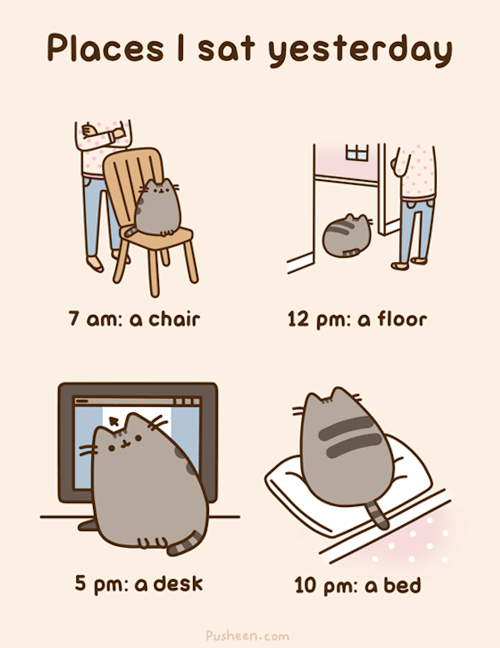 Places I sat yesterday
7 am: a chair
12 pm: a floor
5 pm: a desk
10 pm: a bed
Pusheen.com